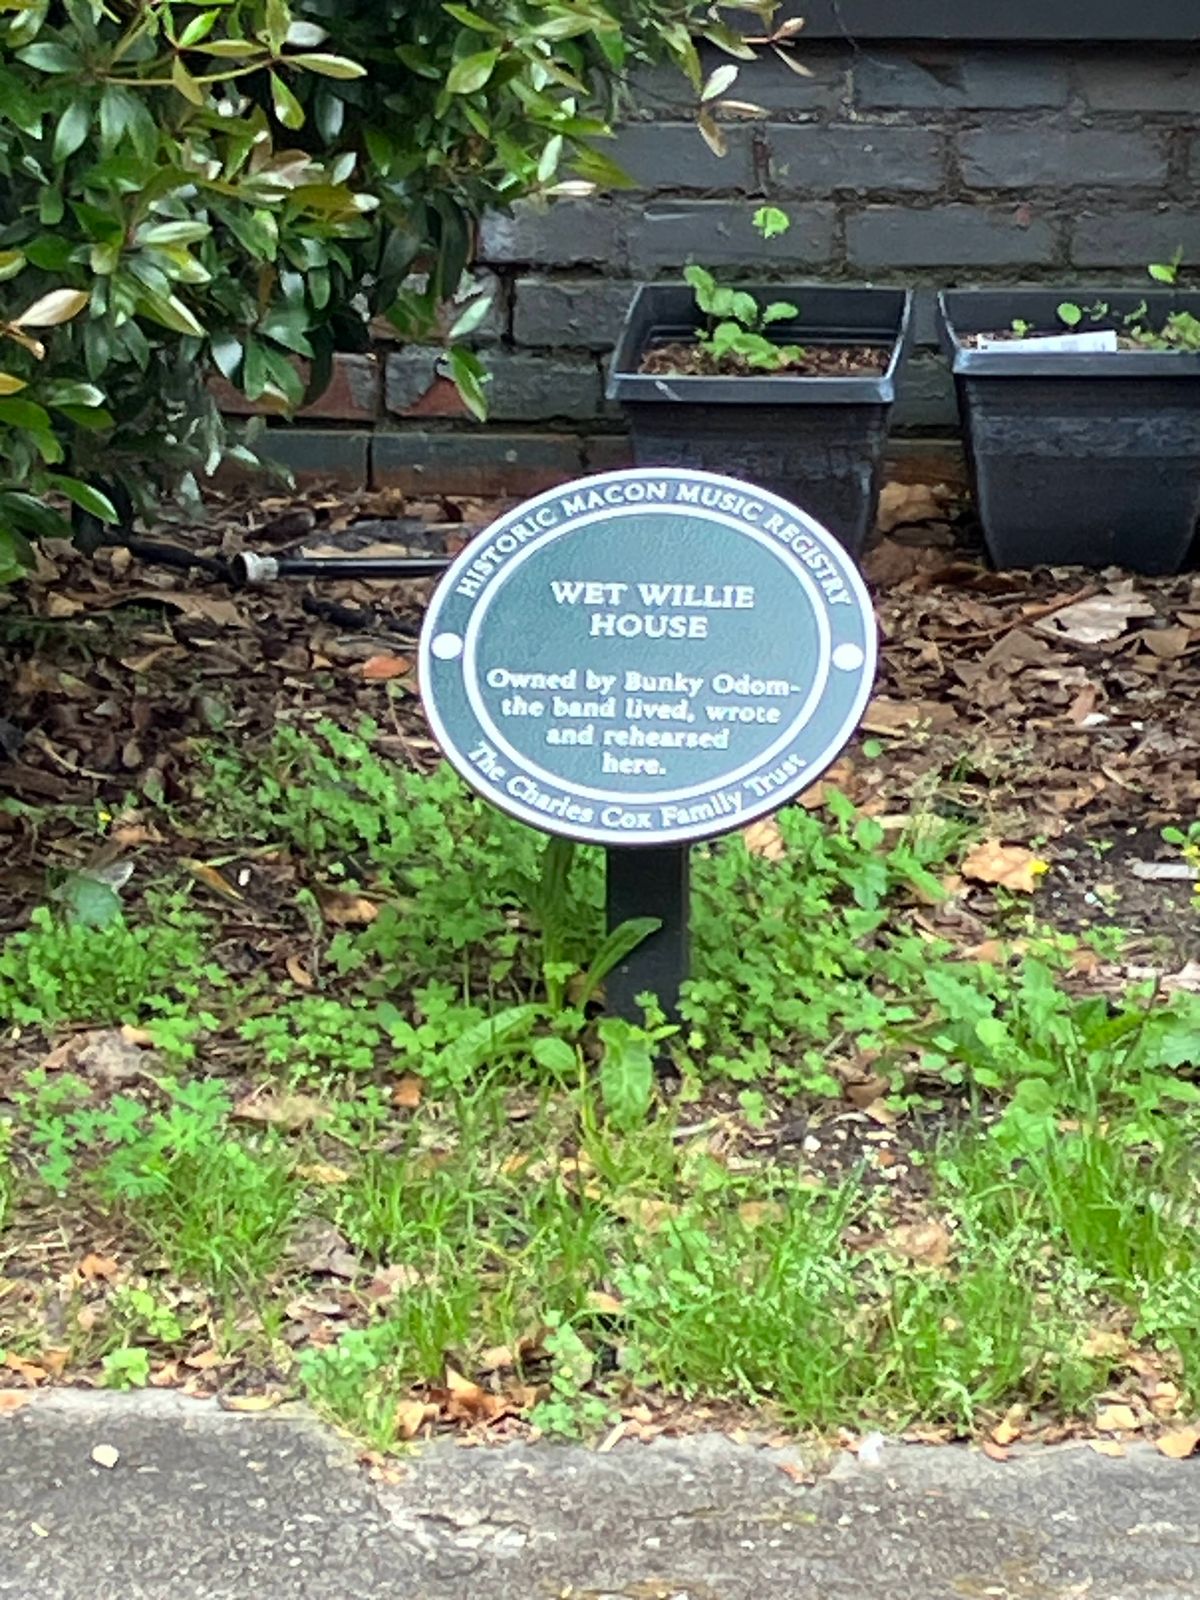 HISTORIC MACON MUSIC REGISTRY
WET WILLIE
HOUSE
Owned by Bunky Odom-
the band lived, wrote
and rehearsed
here.
The Charles Cox Family Trust